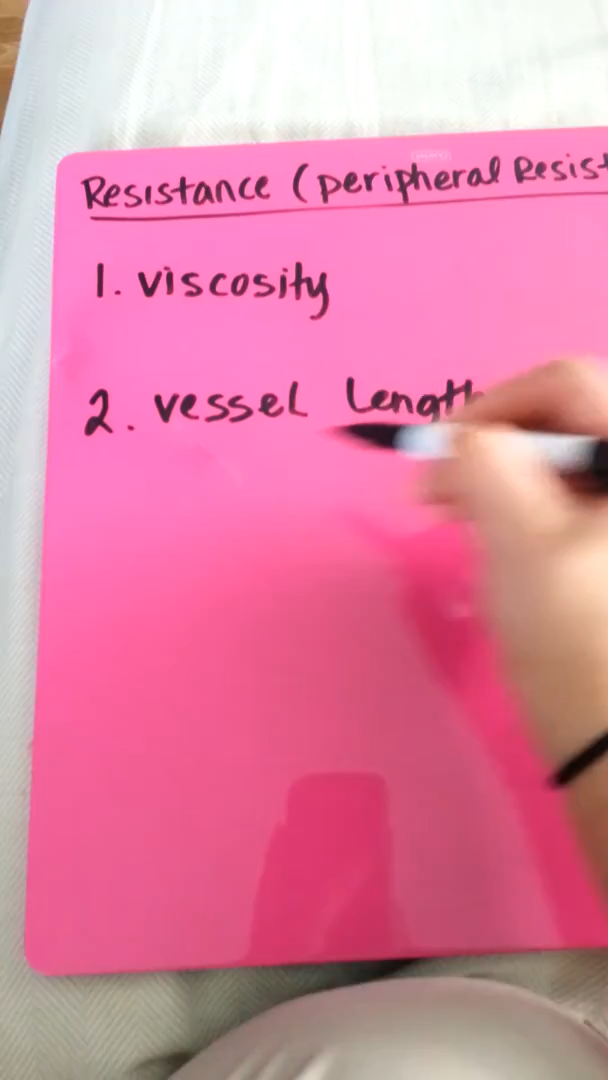 Resistance (peripheral Resist
1. viscosity
2. vessel length